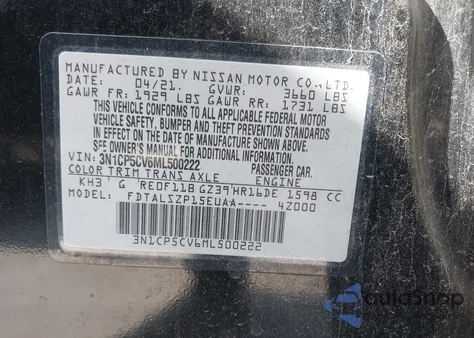 MANUFACTURED BY NISSAN MOTOR CO., LTD.
DATE: 04/21. GVWR: 3660 LBS
GAWR FR: 1929 LBS GAWR RR: 1731 LBS
THIS VEHICLE CONFORMS TO ALL APPLICABLE FEDERAL MOTOR
VEHICLE SAFETY, BUMPER AND THEFT PREVENTION STANDARDS
IN EFFECT ON THE DATE OF MANUFACTURE SHOWN ABOVE.
SEE OWNER'S MANUAL FOR ADDITIONAL INFORMATION.
VIN: 3N1CP5CV6ML500222 PASSENGER CAR.
COLOR TRIM TRANS AXLE ENGINE
KH3 G RE0F11B GZ39 HR16DE 1598 CC
MODEL: FDTALSZP15EUAA---- 4Z000
3N1CP5CV6ML500222
AquiaSnap